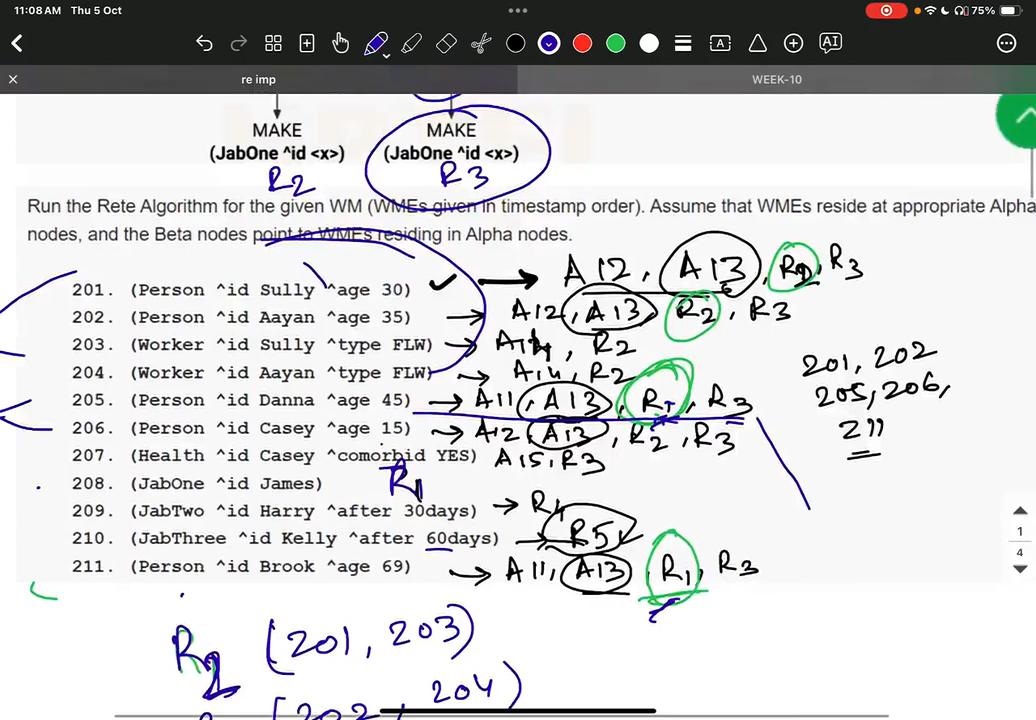 11:08 AM Thu 5 Oct
75%
re imp
WEEK-10
MAKE MAKE
(JabOne ^id <x>) (JabOne ^id <x>)
R2 R3
Run the Rete Algorithm for the given WM (WMEs given in timestamp order). Assume that WMEs reside at appropriate Alpha
nodes, and the Beta nodes point to WMEs residing in Alpha nodes.
201. (Person ^id Sully ^age 30) A12, A13, R2, R3
202. (Person ^id Aayan ^age 35) A12, A13 R2, R3
203. (Worker ^id Sully ^type FLW) A14, R2
204. (Worker ^id Aayan ^type FLW) A14, R2
205. (Person ^id Danna ^age 45) A11, A13, R1, R3
206. (Person ^id Casey ^age 15) A12, A13, R2, R3
207. (Health ^id Casey ^comorbid YES) A15, R3
208. (JabOne ^id James) R1
209. (JabTwo ^id Harry ^after 30days) R4
210. (JabThree ^id Kelly ^after 60days) R5
211. (Person ^id Brook ^age 69) A11, A13, R1, R3
201, 202
205, 206,
211
R2 (201, 203)
(202, 204)
1
4